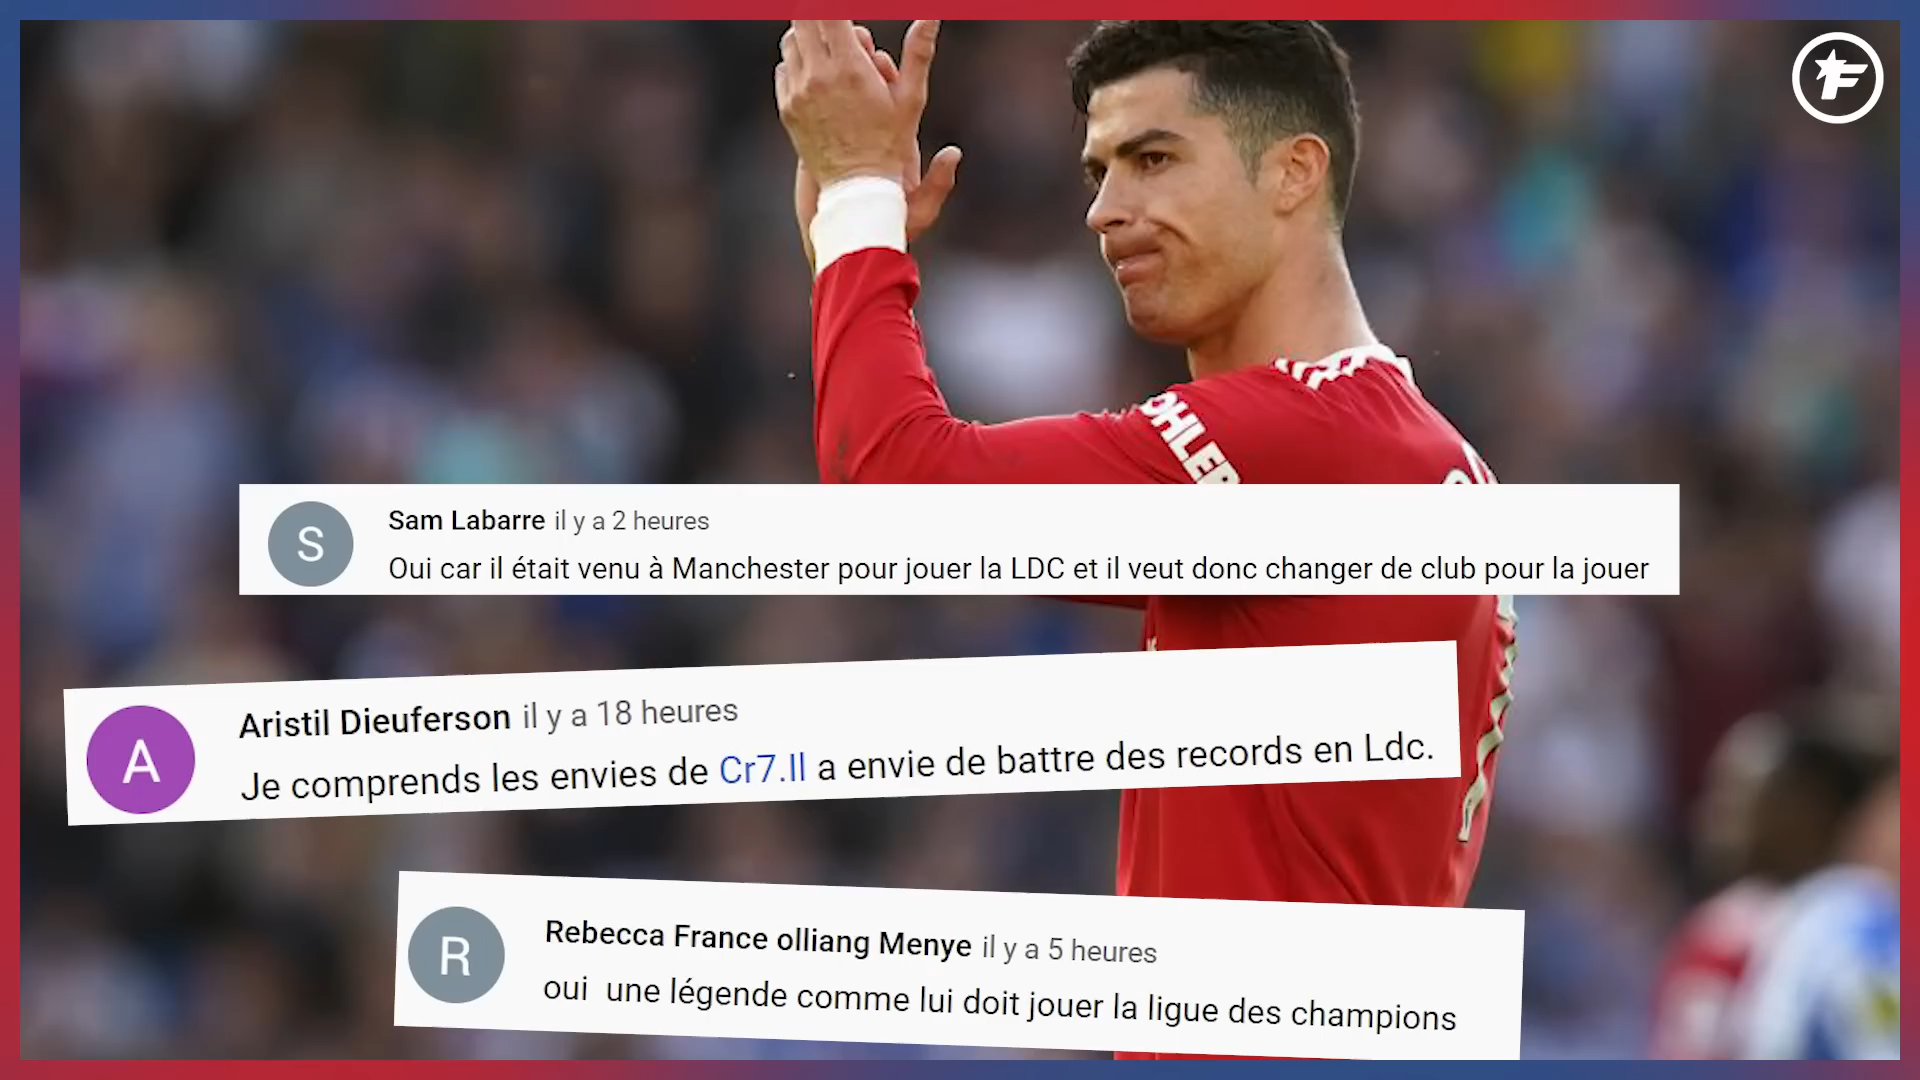 OHLER
S
Sam Labarre il y a 2 heures
Oui car il était venu à Manchester pour jouer la LDC et il veut donc changer de club pour la jouer
A
Aristil Dieuferson il y a 18 heures
Je comprends les envies de Cr7.Il a envie de battre des records en Ldc.
R
Rebecca France olliang Menye il y a 5 heures
oui une légende comme lui doit jouer la ligue des champions